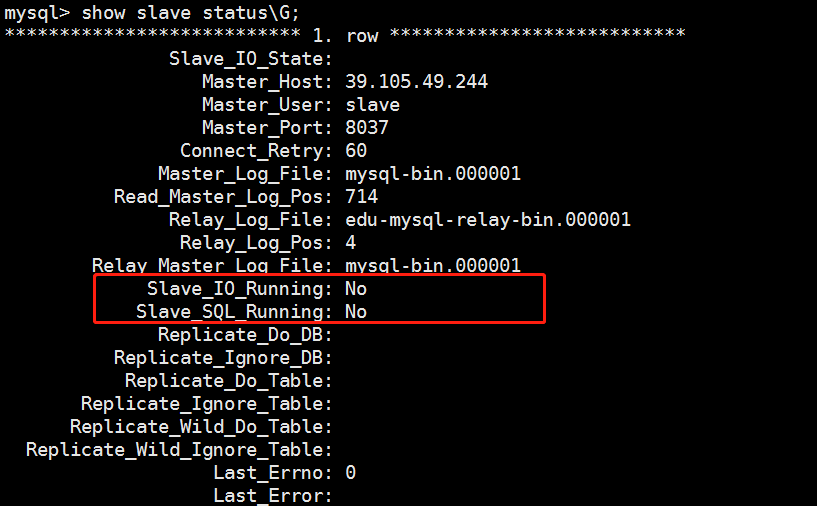 mysql> show slave status\G;
*************************** 1. row ***************************
Slave_IO_State:
Master_Host: 39.105.49.244
Master_User: slave
Master_Port: 8037
Connect_Retry: 60
Master_Log_File: mysql-bin.000001
Read_Master_Log_Pos: 714
Relay_Log_File: edu-mysql-relay-bin.000001
Relay_Log_Pos: 4
Relay_Master_Log_File: mysql-bin.000001
Slave_IO_Running: No
Slave_SQL_Running: No
Replicate_Do_DB:
Replicate_Ignore_DB:
Replicate_Do_Table:
Replicate_Ignore_Table:
Replicate_Wild_Do_Table:
Replicate_Wild_Ignore_Table:
Last_Errno: 0
Last_Error: